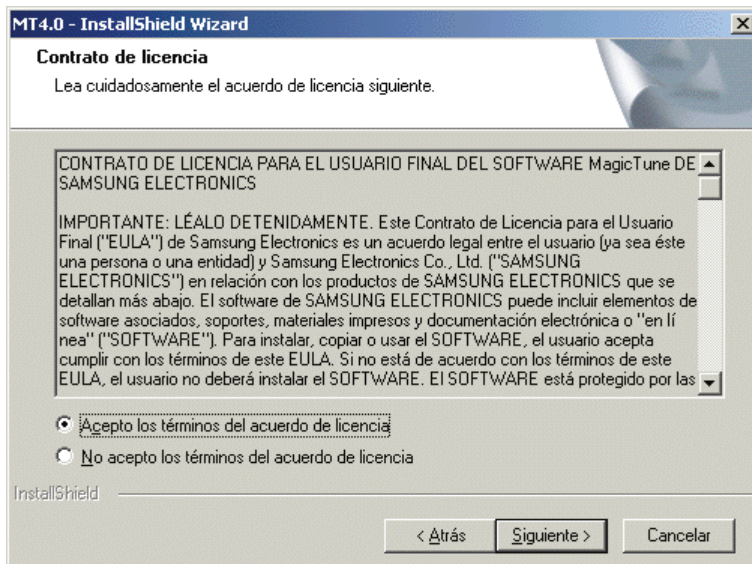 MT4.0 - InstallShield Wizard
Contrato de licencia
Lea cuidadosamente el acuerdo de licencia siguiente.
CONTRATO DE LICENCIA PARA EL USUARIO FINAL DEL SOFTWARE MagicTune DE
SAMSUNG ELECTRONICS
IMPORTANTE: LÉALO DETENIDAMENTE. Este Contrato de Licencia para el Usuario
Final ("EULA") de Samsung Electronics es un acuerdo legal entre el usuario (ya sea éste
una persona o una entidad) y Samsung Electronics Co., Ltd. ("SAMSUNG
ELECTRONICS") en relación con los productos de SAMSUNG ELECTRONICS que se
detallan más abajo. El software de SAMSUNG ELECTRONICS puede incluir elementos de
software asociados, soportes, materiales impresos y documentación electrónica o "en lí
nea" ("SOFTWARE"). Para instalar, copiar o usar el SOFTWARE, el usuario acepta
cumplir con los términos de este EULA. Si no está de acuerdo con los términos de este
EULA, el usuario no deberá instalar el SOFTWARE. El SOFTWARE está protegido por las
Acepto los términos del acuerdo de licencia
No acepto los términos del acuerdo de licencia
InstallShield
< Atrás
Siguiente >
Cancelar